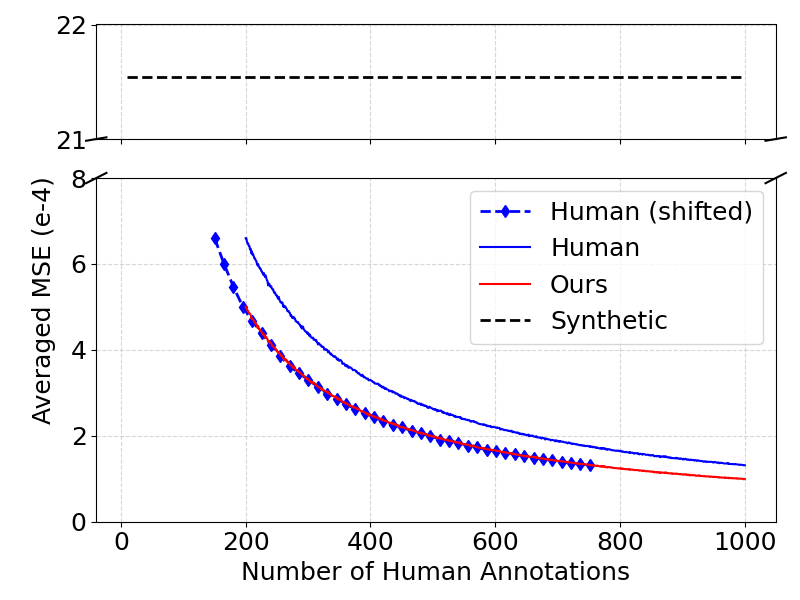 22
21
8
6
4
2
0
Averaged MSE (e-4)
Human (shifted)
Human
Ours
Synthetic
0 200 400 600 800 1000
Number of Human Annotations